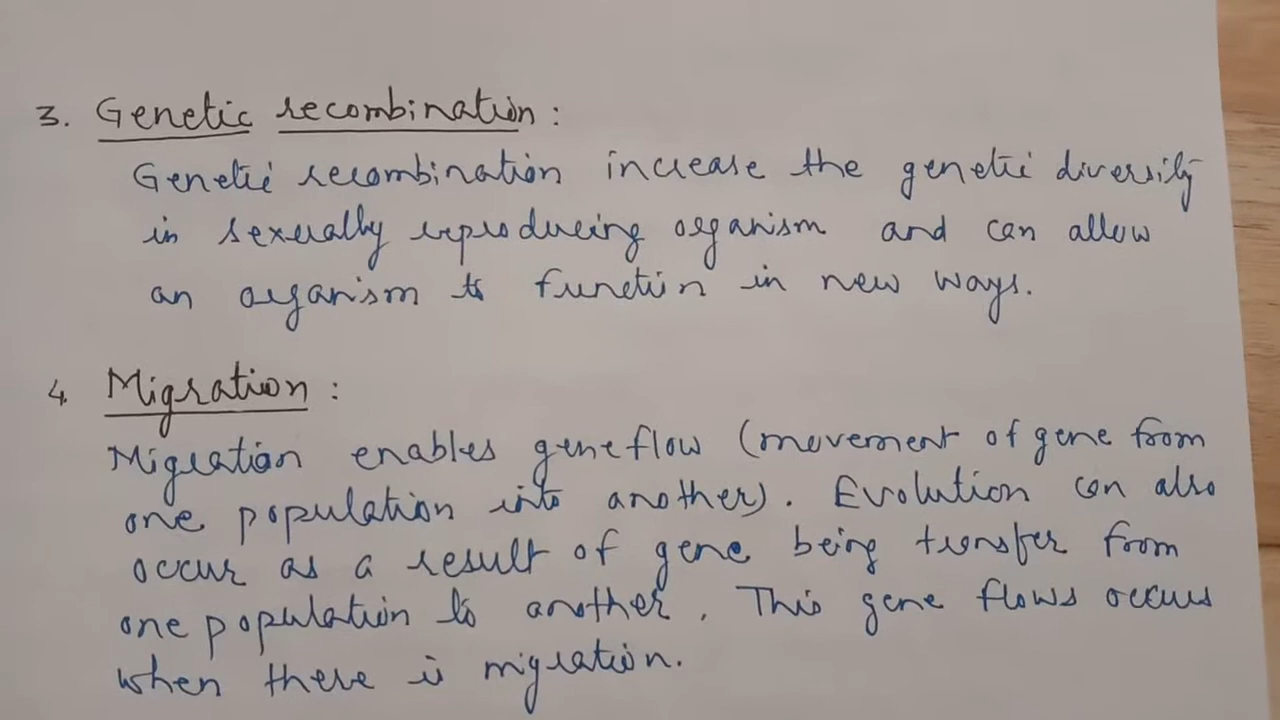 3. Genetic recombination :
Genetic recombination increase the genetic diversity
in sexually reproducing organism and can allow
an organism to function in new ways.
4. Migration :
Migration enables gene flow (movement of gene from
one population into another). Evolution can also
occur as a result of gene being transfer from
one population to another. This gene flows occurs
when there is migration.